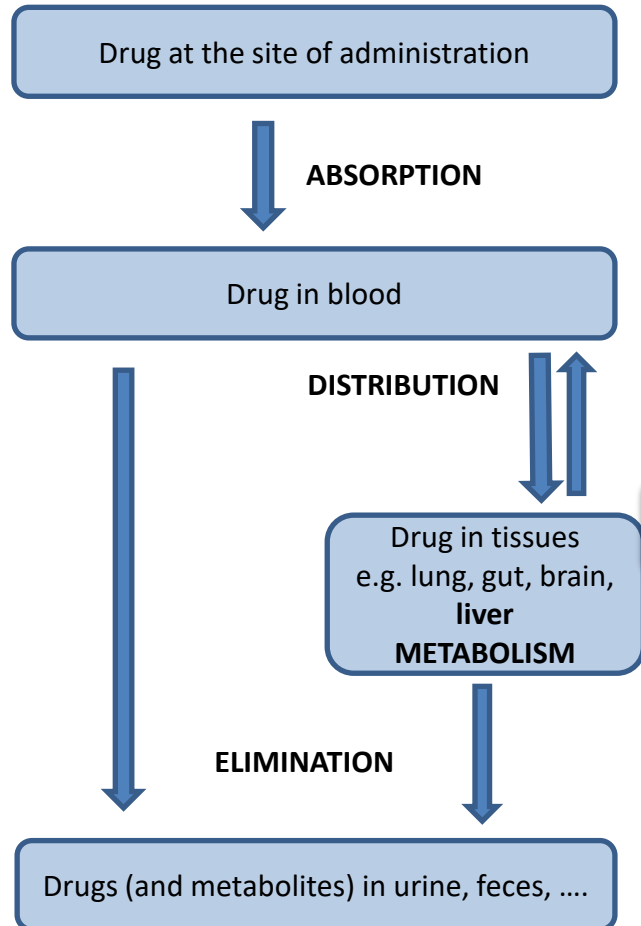 Drug at the site of administration
ABSORPTION
Drug in blood
DISTRIBUTION
Drug in tissues
e.g. lung, gut, brain,
liver
METABOLISM
ELIMINATION
Drugs (and metabolites) in urine, feces, ....